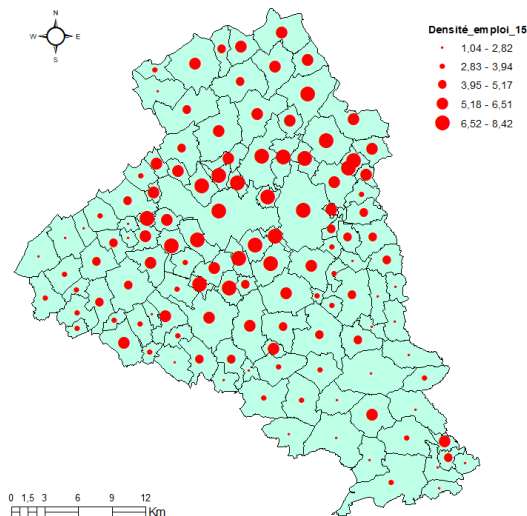 N
W E
S
Densité_emploi_15
1,04 - 2,82
2,83 - 3,94
3,95 - 5,17
5,18 - 6,51
6,52 - 8,42
0 1,5 3 6 9 12
Km